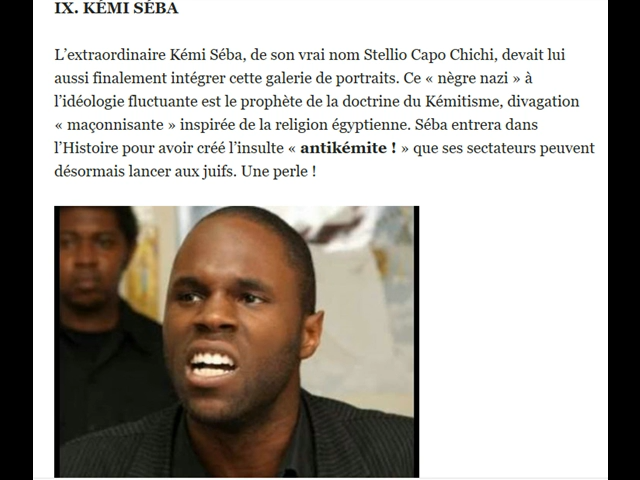 IX. KÉMI SÉBA
L’extraordinaire Kémi Séba, de son vrai nom Stellio Capo Chichi, devait lui
aussi finalement intégrer cette galerie de portraits. Ce « nègre nazi » à
l’idéologie fluctuante est le prophète de la doctrine du Kémitisme, divagation
« maçonnisante » inspirée de la religion égyptienne. Séba entrera dans
l’Histoire pour avoir créé l’insulte « antikémite ! » que ses sectateurs peuvent
désormais lancer aux juifs. Une perle !